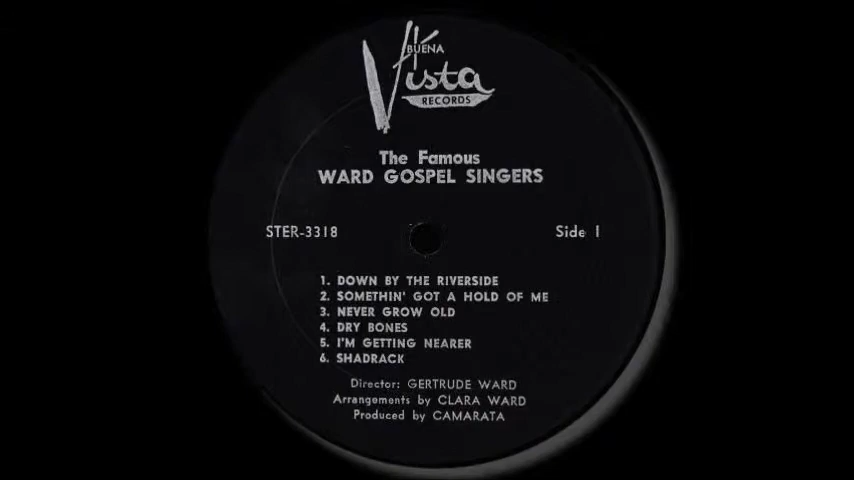 BUENA
Vista
RECORDS
The Famous
WARD GOSPEL SINGERS
STER-3318
Side 1
1. DOWN BY THE RIVERSIDE
2. SOMETHIN' GOT A HOLD OF ME
3. NEVER GROW OLD
4. DRY BONES
5. I'M GETTING NEARER
6. SHADRACK
Director: GERTRUDE WARD
Arrangements by CLARA WARD
Produced by CAMARATA